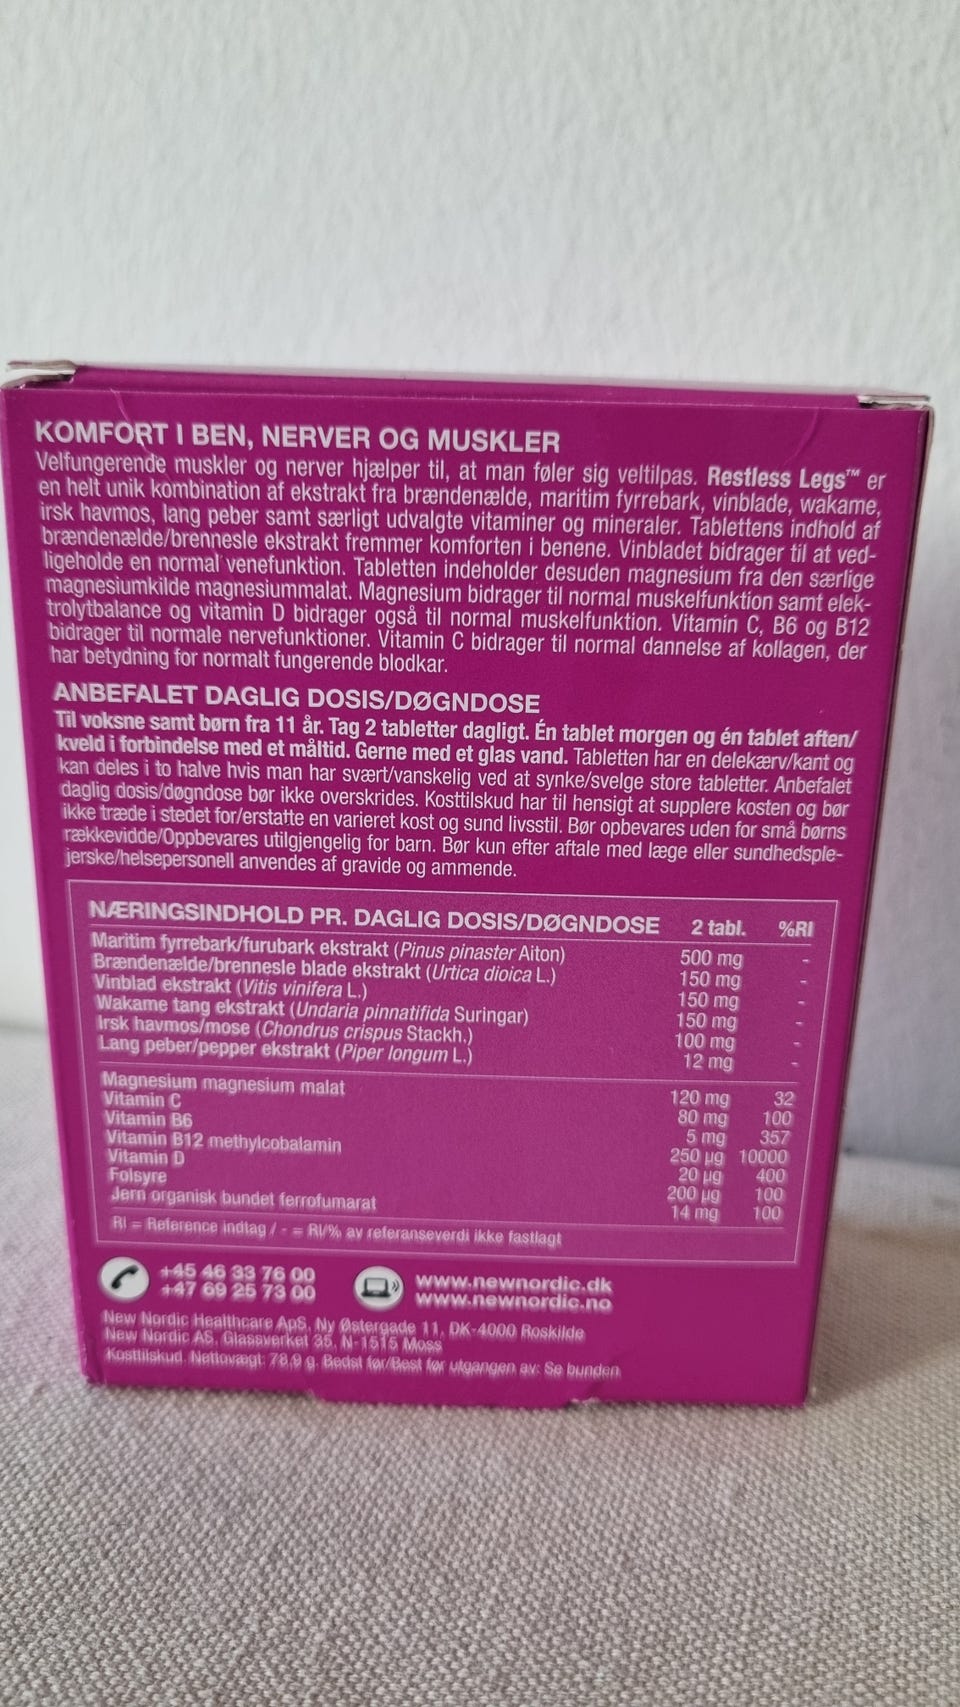 KOMFORT I BEN, NERVER OG MUSKLER
Velfungerende muskler og nerver hjælper til, at man føler sig veltilpas. Restless Legs™ er
en helt unik kombination af ekstrakt fra brændenælde, maritim fyrrebark, vinblade, wakame,
irsk havmos, lang peber samt særligt udvalgte vitaminer og mineraler. Tablettens indhold af
brændenælde/brennesle ekstrakt fremmer komforten i benene. Vinbladet bidrager til at ved-
ligeholde en normal venefunktion. Tabletten indeholder desuden magnesium fra den særlige
magnesiumkilde magnesiummalat. Magnesium bidrager til normal muskelfunktion samt elek-
trolytbalance og vitamin D bidrager også til normal muskelfunktion. Vitamin C, B6 og B12
bidrager til normale nervefunktioner. Vitamin C bidrager til normal dannelse af kollagen, der
har betydning for normalt fungerende blodkar.
ANBEFALET DAGLIG DOSIS/DØGNDOSE
Til voksne samt børn fra 11 år. Tag 2 tabletter dagligt. Én tablet morgen og én tablet aften/
kveld i forbindelse med et måltid. Gerne med et glas vand. Tabletten har en delekærv/kant og
kan deles i to halve hvis man har svært/vanskelig ved at synke/svelge store tabletter. Anbefalet
daglig dosis/døgndose bør ikke overskrides. Kosttilskud har til hensigt at supplere kosten og bør
ikke træde i stedet for/erstatte en varieret kost og sund livsstil. Bør opbevares uden for små børns
rækkevidde/Oppbevares utilgjengelig for barn. Bør kun efter aftale med læge eller sundhedsple-
jerske/helsepersonell anvendes af gravide og ammende.
NÆRINGSINDHOLD PR. DAGLIG DOSIS/DØGNDOSE 2 tabl. %RI
Maritim fyrrebark/furubark ekstrakt (Pinus pinaster Aiton) 500 mg -
Brændenælde/brennesle blade ekstrakt (Urtica dioica L.) 150 mg -
Vinblad ekstrakt (Vitis vinifera L.) 150 mg -
Wakame tang ekstrakt (Undaria pinnatifida Suringar) 150 mg -
Irsk havmos/mose (Chondrus crispus Stackh.) 100 mg -
Lang peber/pepper ekstrakt (Piper longum L.) 12 mg -
Magnesium magnesium malat 120 mg 32
Vitamin C 80 mg 100
Vitamin B6 5 mg 357
Vitamin B12 methylcobalamin 250 µg 10000
Vitamin D 20 µg 400
Folsyre 200 µg 100
Jern organisk bundet ferrofumarat 14 mg 100
RI = Reference indtag / - = RI/% av referanseverdi ikke fastlagt
+45 46 33 76 00 www.newnordic.dk
+47 69 25 73 00 www.newnordic.no
New Nordic Healthcare ApS, Ny Østergade 11, DK-4000 Roskilde
New Nordic AS, Glassverket 35, N-1515 Moss
Kosttilskud. Nettovægt: 78,9 g. Bedst før/Best før utgangen av: Se bunden